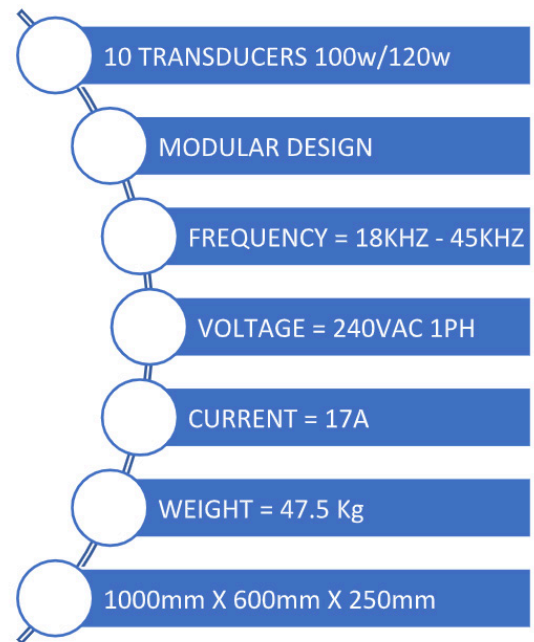 10 TRANSDUCERS 100w/120w
MODULAR DESIGN
FREQUENCY = 18KHZ - 45KHZ
VOLTAGE = 240VAC 1PH
CURRENT = 17A
WEIGHT = 47.5 Kg
1000mm X 600mm X 250mm